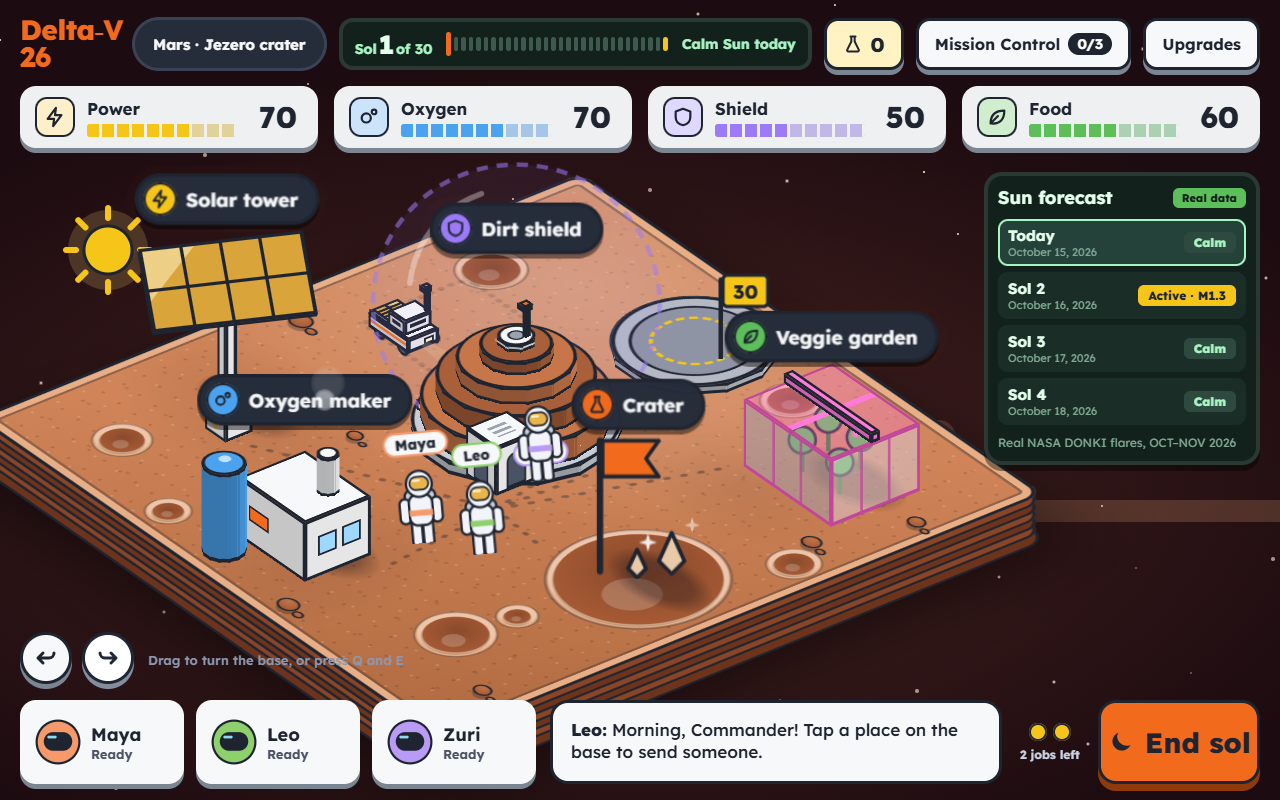 Delta-V
26
Mars · Jezero crater
Sol 1 of 30
Calm Sun today
0
Mission Control 0/3
Upgrades
Power
70
Oxygen
70
Shield
50
Food
60
Solar tower
Dirt shield
30
Veggie garden
Oxygen maker
Crater
Maya
Leo
Sun forecast
Real data
Today
October 15, 2026
Calm
Sol 2
October 16, 2026
Active · M1.3
Sol 3
October 17, 2026
Calm
Sol 4
October 18, 2026
Calm
Real NASA DONKI flares, OCT–NOV 2026
Drag to turn the base, or press Q and E
Maya
Ready
Leo
Ready
Zuri
Ready
Leo: Morning, Commander! Tap a place on the
base to send someone.
2 jobs left
End sol